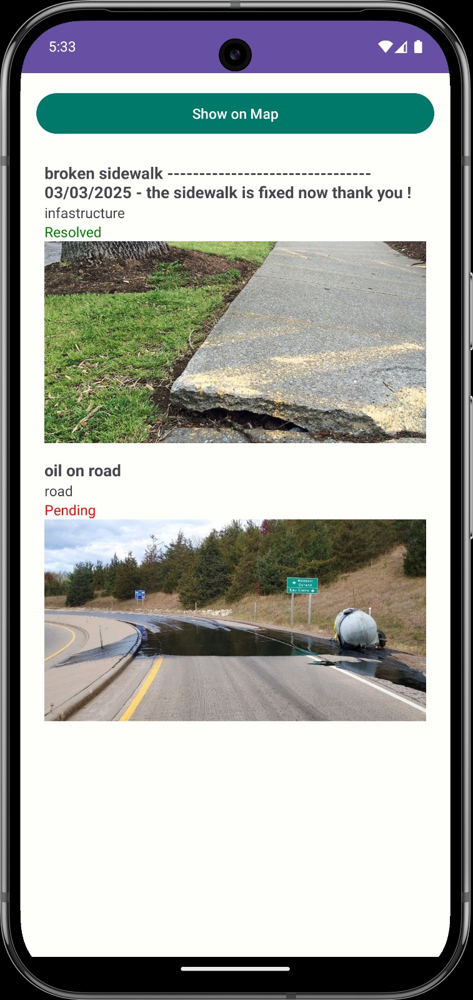 5:33
Show on Map
broken sidewalk --------------------------------
03/03/2025 - the sidewalk is fixed now thank you !
infastructure
Resolved
oil on road
road
Pending
Mondovi
Durand
Eau Claire